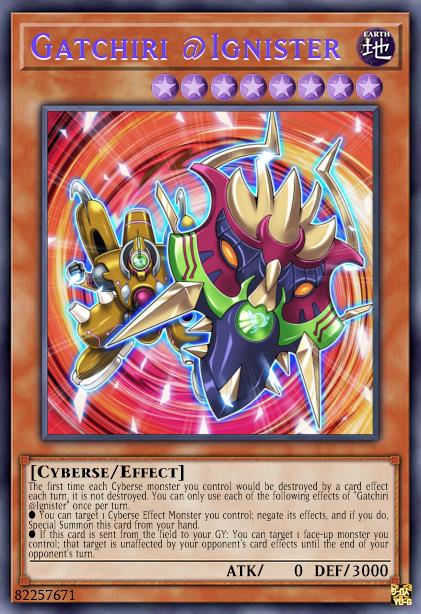 GATCHIRI @IGNISTER
EARTH
地
[CYBERSE/EFFECT]
The first time each Cyberse monster you control would be destroyed by a card effect
each turn, it is not destroyed. You can only use each of the following effects of "Gatchiri
@Ignister" once per turn.
● You can target 1 Cyberse Effect Monster you control; negate its effects, and if you do,
Special Summon this card from your hand.
● If this card is sent from the field to your GY: You can target 1 face-up monster you
control; that target is unaffected by your opponent's card effects until the end of your
opponent's turn.
ATK/ 0 DEF/3000
82257671